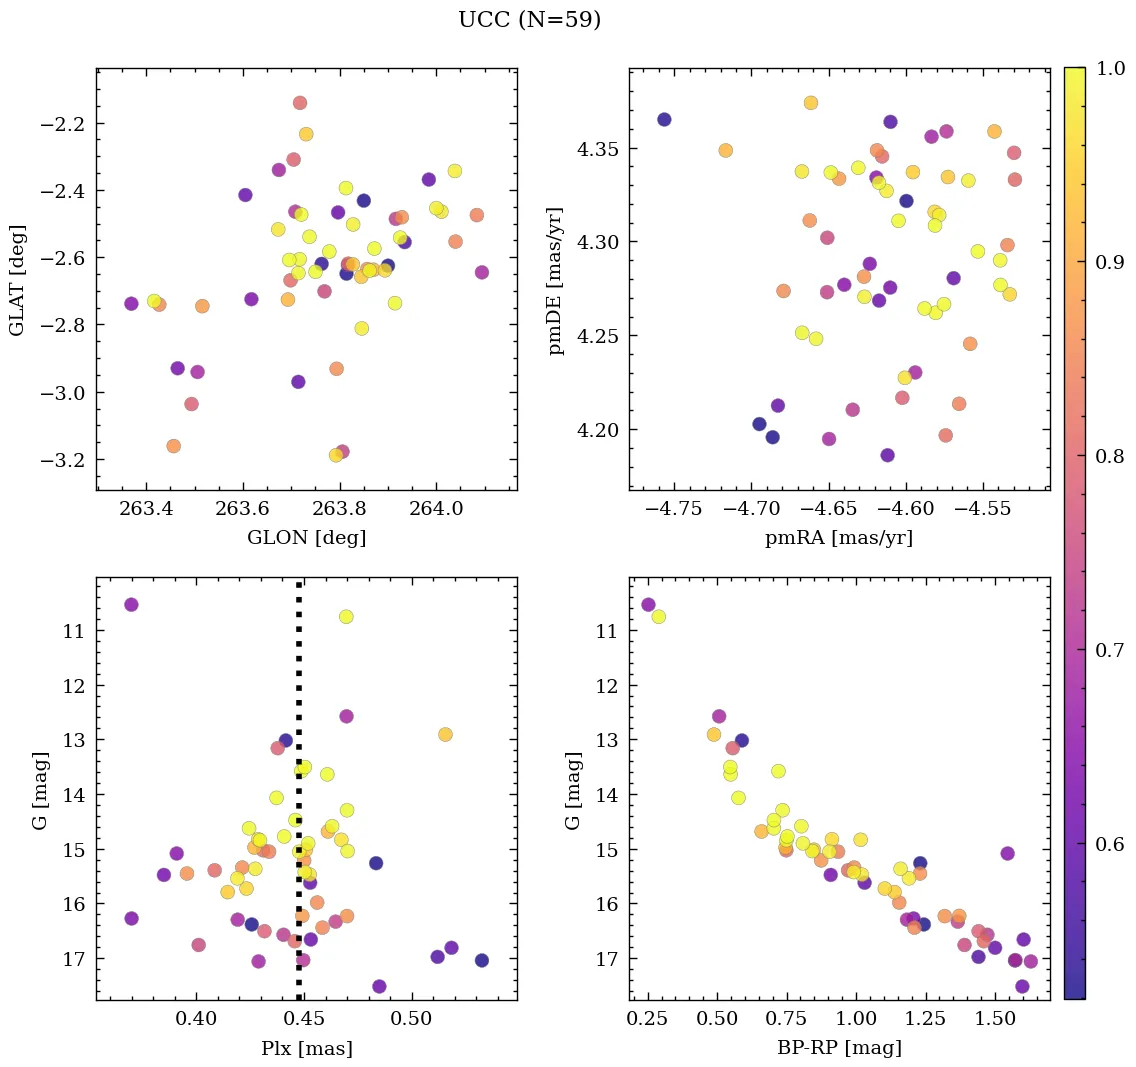 UCC (N=59)
−2.2
−2.4
−2.6
−2.8
−3.0
−3.2
GLAT [deg]
263.4 263.6 263.8 264.0
GLON [deg]
4.35
4.30
4.25
4.20
pmDE [mas/yr]
−4.75 −4.70 −4.65 −4.60 −4.55
pmRA [mas/yr]
1.0
0.9
0.8
0.7
0.6
11
12
13
14
15
16
17
G [mag]
0.40 0.45 0.50
Plx [mas]
11
12
13
14
15
16
17
G [mag]
0.25 0.50 0.75 1.00 1.25 1.50
BP-RP [mag]